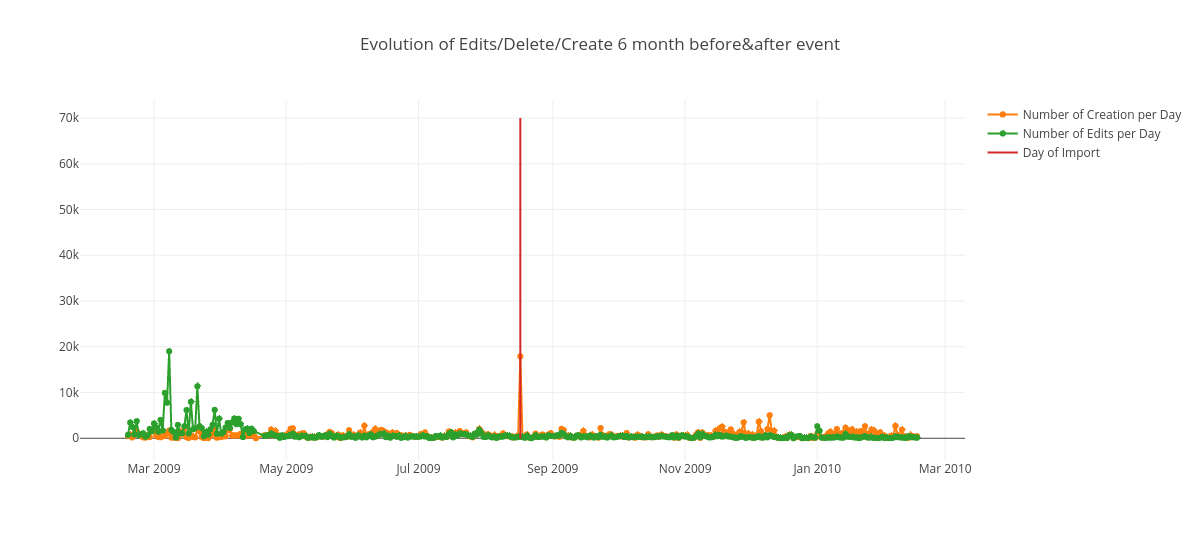 Evolution of Edits/Delete/Create 6 month before&after event
70k
60k
50k
40k
30k
20k
10k
0
Mar 2009
May 2009
Jul 2009
Sep 2009
Nov 2009
Jan 2010
Mar 2010
Number of Creation per Day
Number of Edits per Day
Day of Import